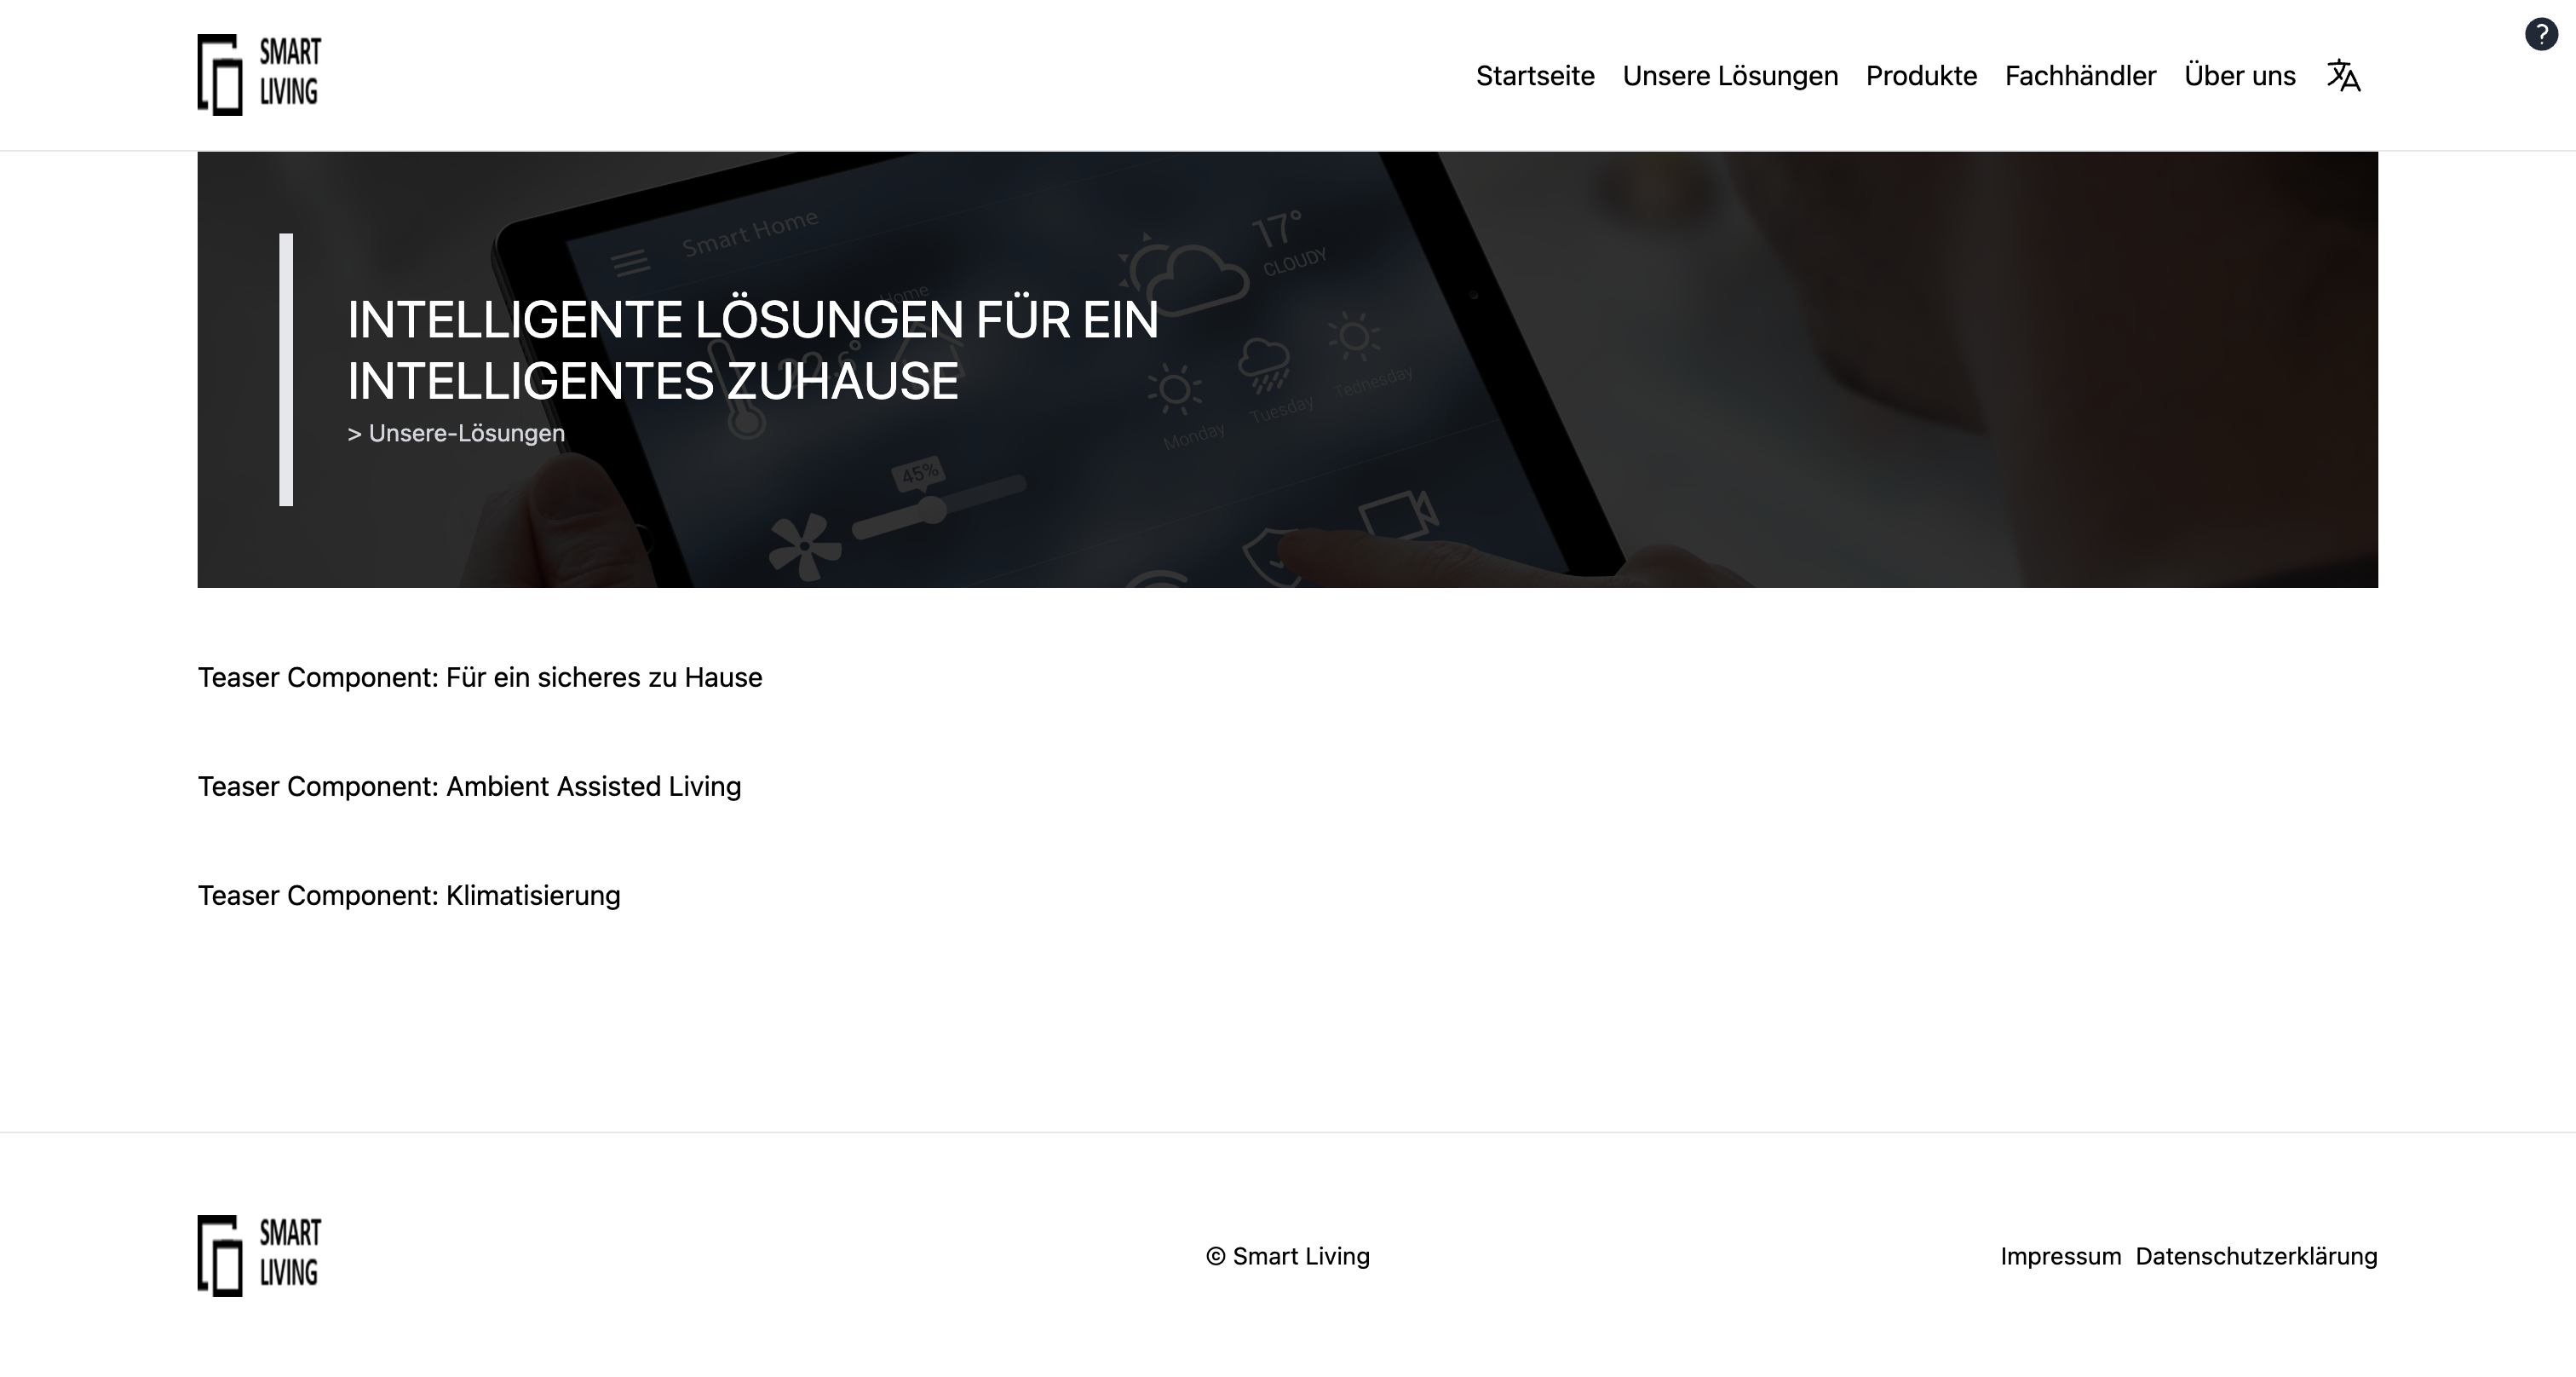 SMART
LIVING
Startseite Unsere Lösungen Produkte Fachhändler Über uns
?
Smart Home
17°
CLOUDY
Home
INTELLIGENTE LÖSUNGEN FÜR EIN
INTELLIGENTES ZUHAUSE
> Unsere-Lösungen
Monday Tuesday Tednesday
45%
Teaser Component: Für ein sicheres zu Hause
Teaser Component: Ambient Assisted Living
Teaser Component: Klimatisierung
SMART
LIVING
© Smart Living
Impressum Datenschutzerklärung